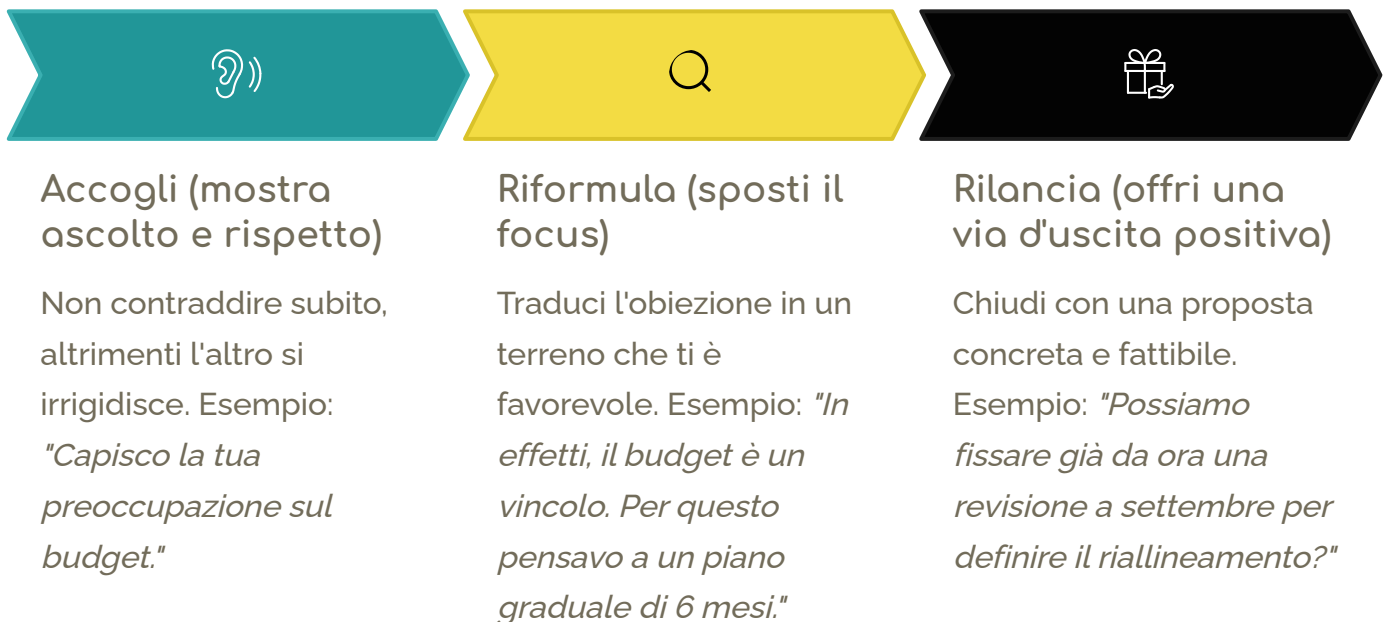 Accogli (mostra
ascolto e rispetto)
Non contraddire subito,
altrimenti l'altro si
irrigidisce. Esempio:
"Capisco la tua
preoccupazione sul
budget."
Riformula (sposti il
focus)
Traduci l'obiezione in un
terreno che ti è
favorevole. Esempio: "In
effetti, il budget è un
vincolo. Per questo
pensavo a un piano
graduale di 6 mesi."
Rilancia (offri una
via d'uscita positiva)
Chiudi con una proposta
concreta e fattibile.
Esempio: "Possiamo
fissare già da ora una
revisione a settembre per
definire il riallineamento?"